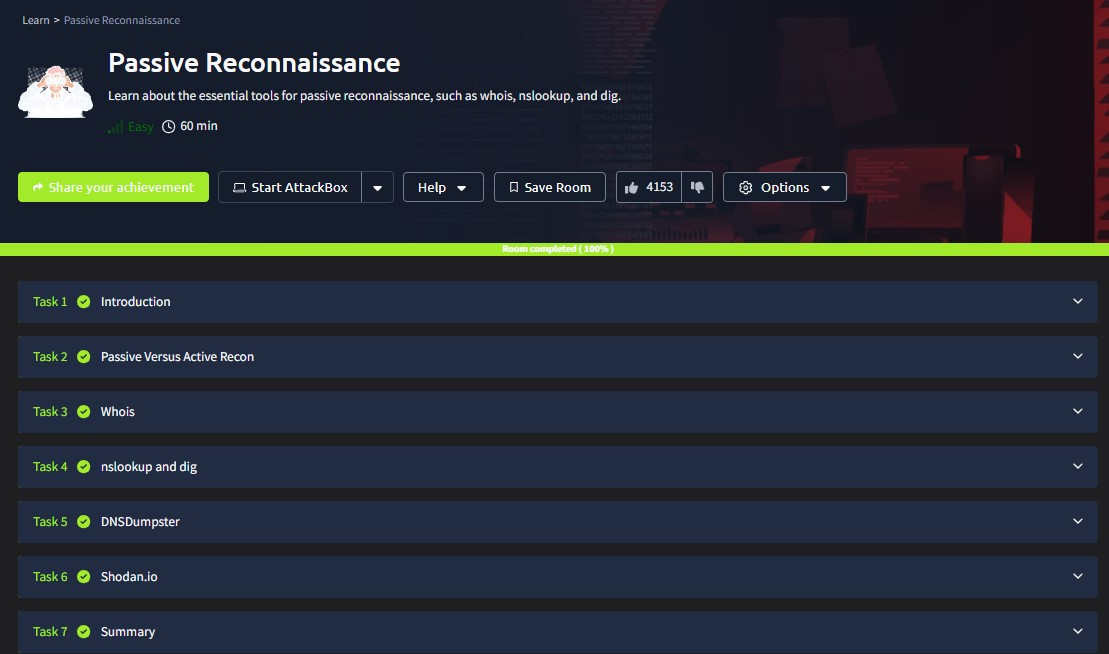 Learn > Passive Reconnaissance
Passive Reconnaissance
Learn about the essential tools for passive reconnaissance, such as whois, nslookup, and dig.
Easy 60 min
Share your achievement Start AttackBox Help Save Room 4153 Options
Room completed ( 100% )
Task 1 Introduction
Task 2 Passive Versus Active Recon
Task 3 Whois
Task 4 nslookup and dig
Task 5 DNSDumpster
Task 6 Shodan.io
Task 7 Summary